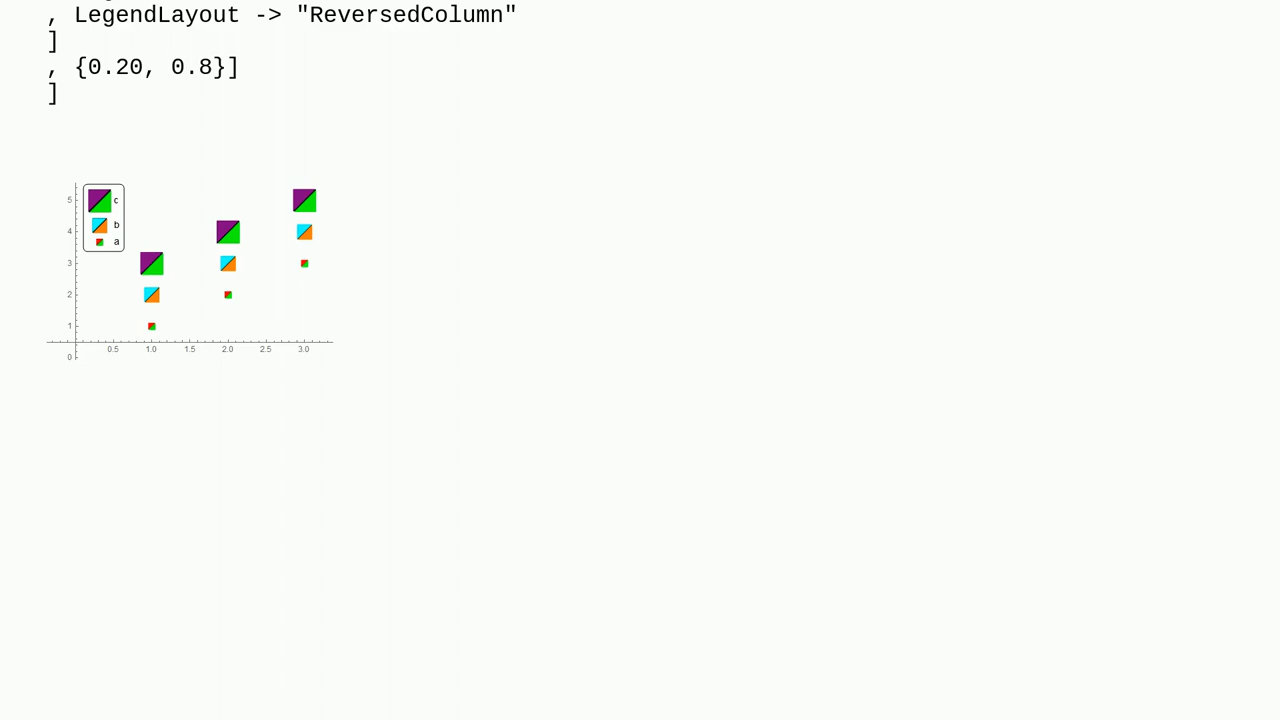 , LegendLayout -> "ReversedColumn"
]
, {0.20, 0.8}]
]
5
c
4
b
a
3
2
1
0
0.5 1.0 1.5 2.0 2.5 3.0